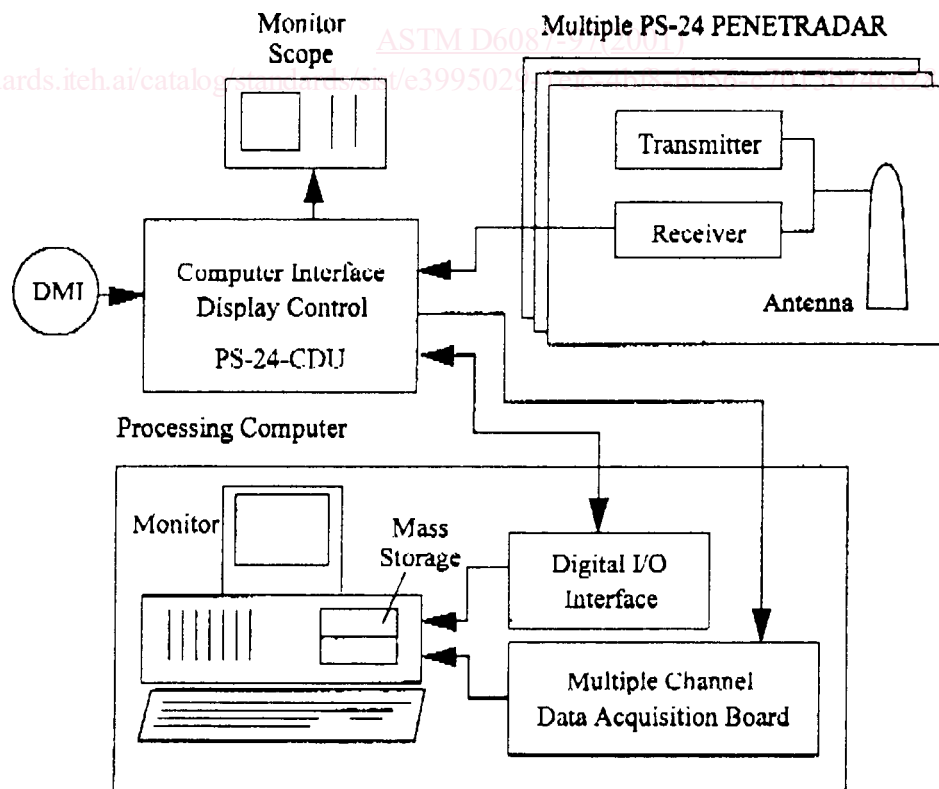 Monitor
Scope
Multiple PS-24 PENETRADAR
ASTM D6087-97(2001)
Transmitter
Receiver
Antenna
DMI
Computer Interface
Display Control
PS-24-CDU
Processing Computer
Monitor
Mass
Storage
Digital I/O
Interface
Multiple Channel
Data Acquisition Board